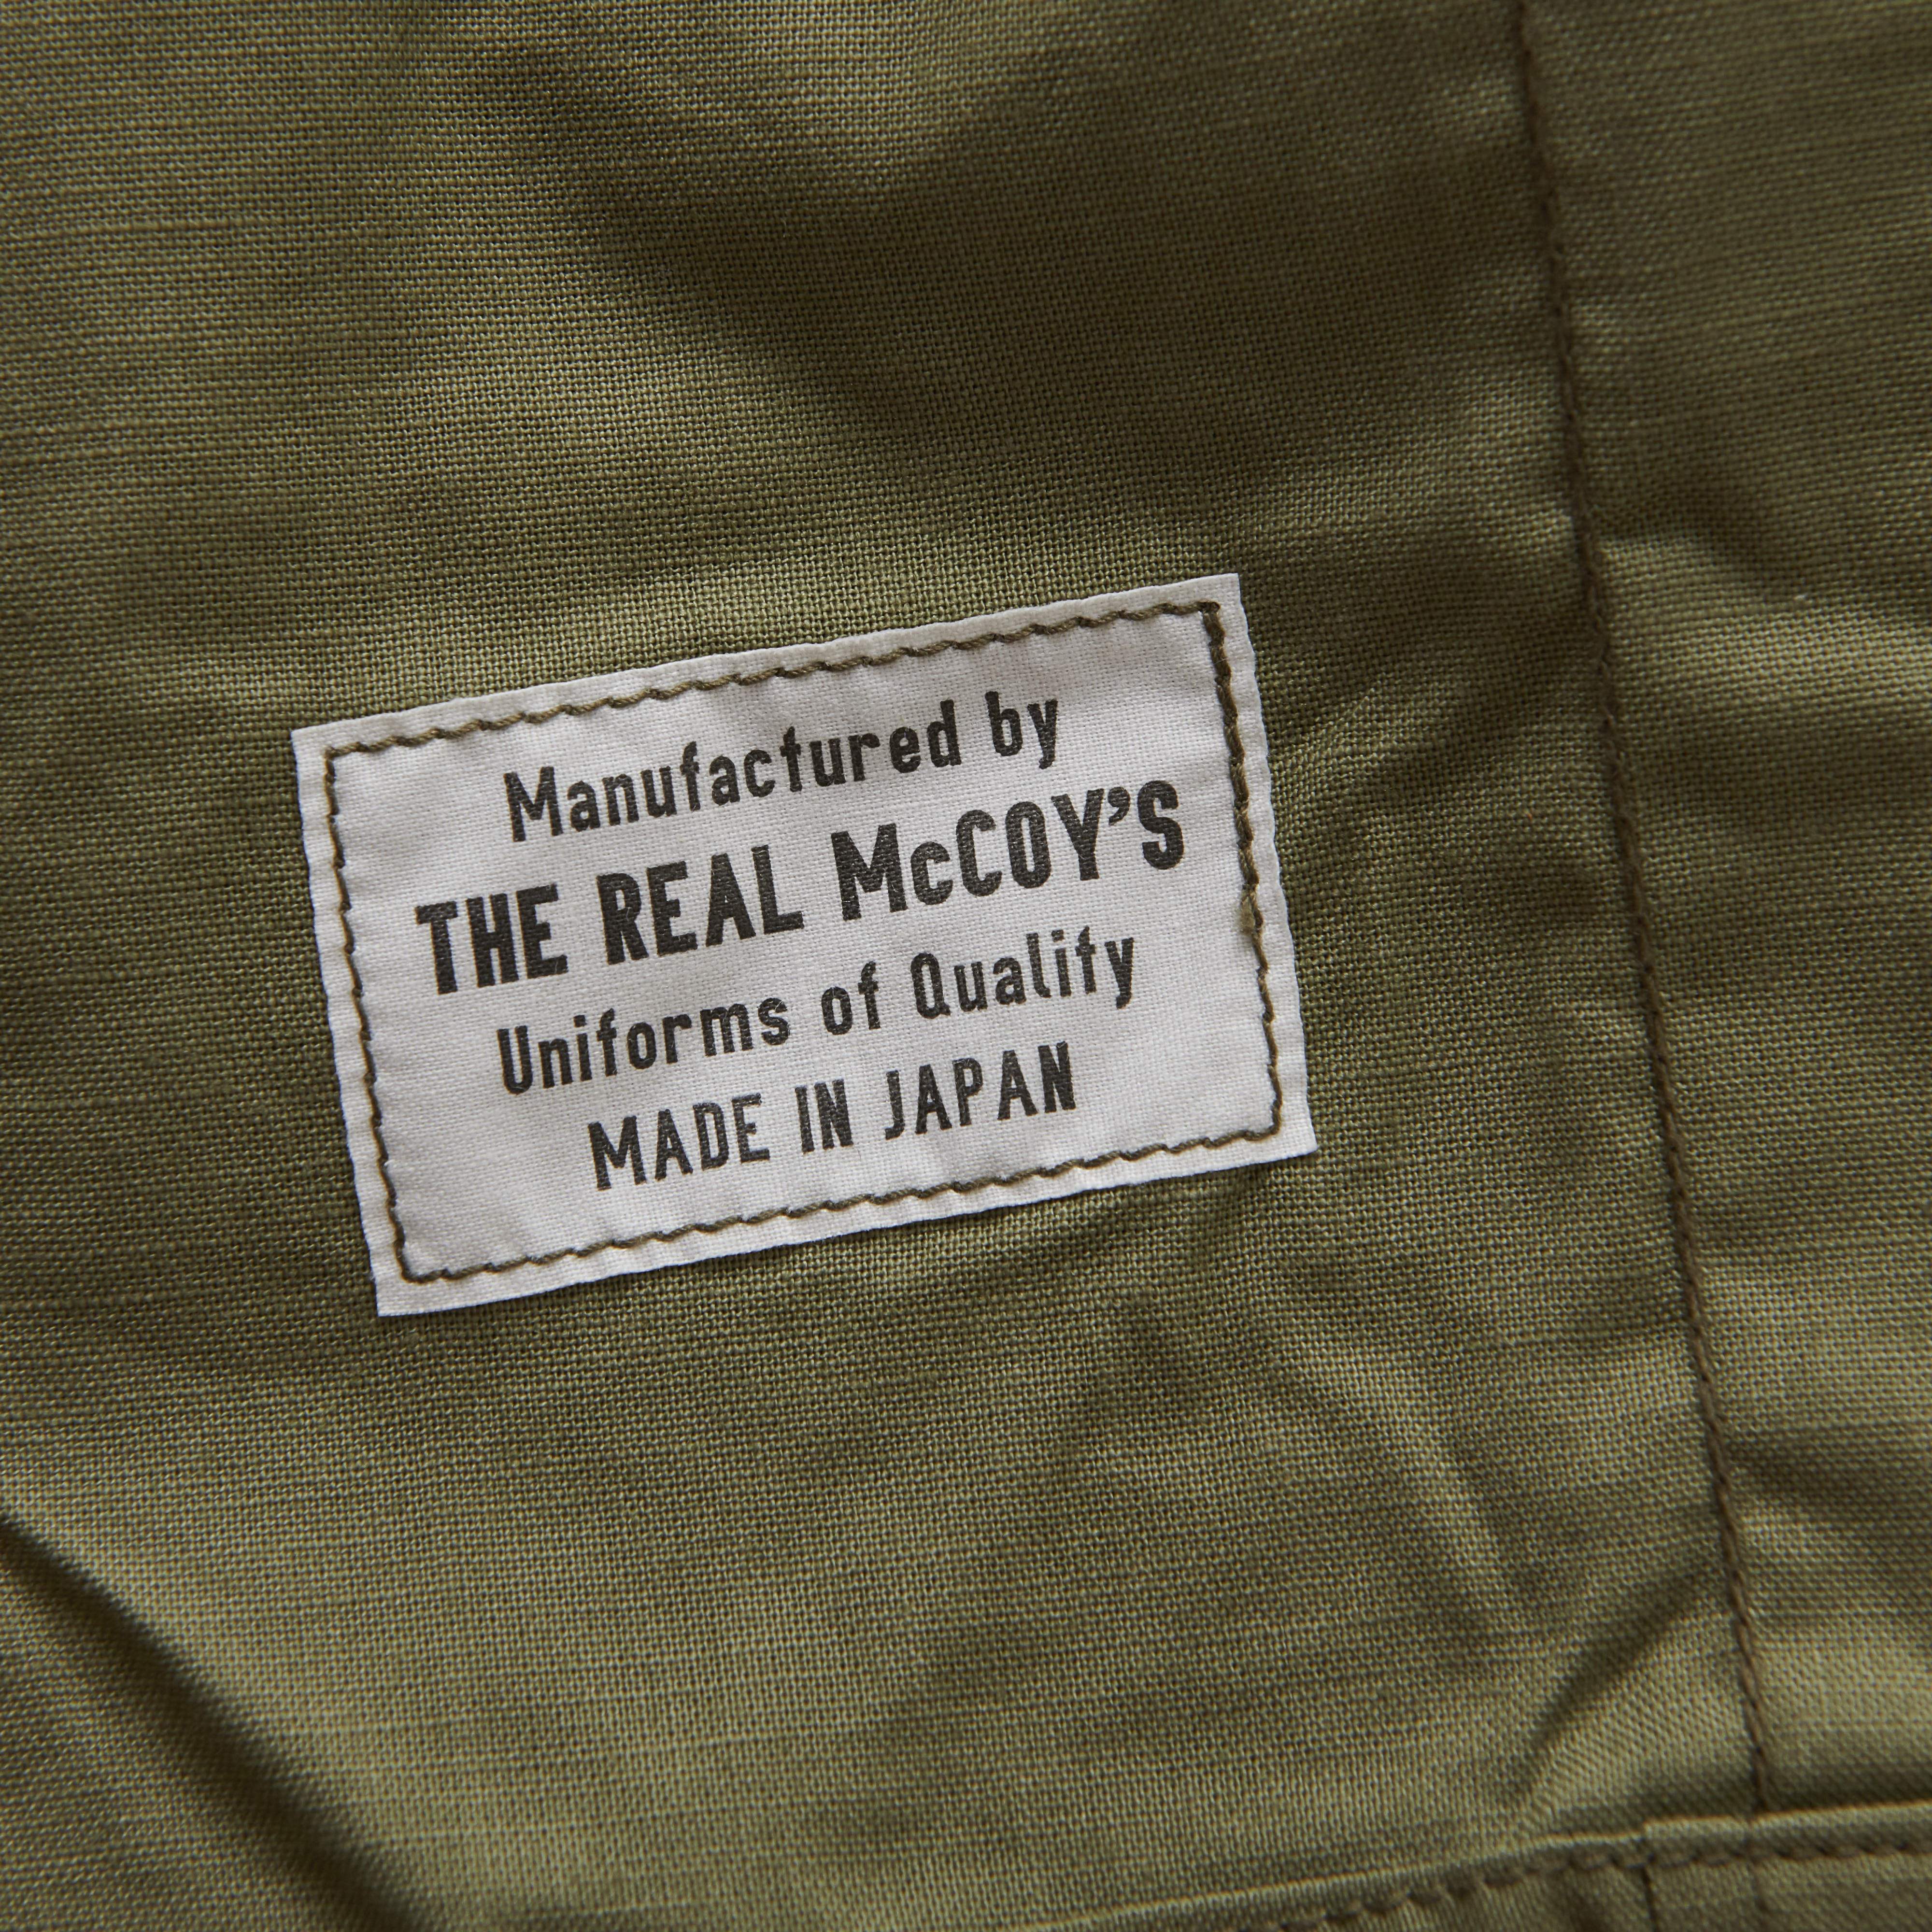 Manufactured by
THE REAL McCOY'S
Uniforms of Quality
MADE IN JAPAN